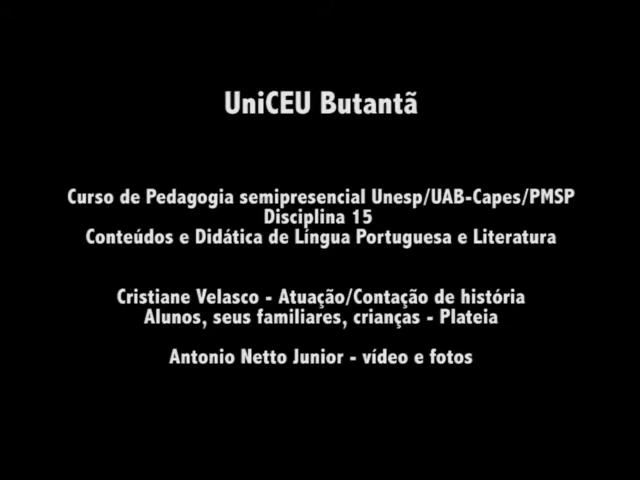 UniCEU Butantã
Curso de Pedagogia semipresencial Unesp/UAB-Capes/PMSP
Disciplina 15
Conteúdos e Didática de Língua Portuguesa e Literatura
Cristiane Velasco - Atuação/Contação de história
Alunos, seus familiares, crianças - Plateia
Antonio Netto Junior - vídeo e fotos